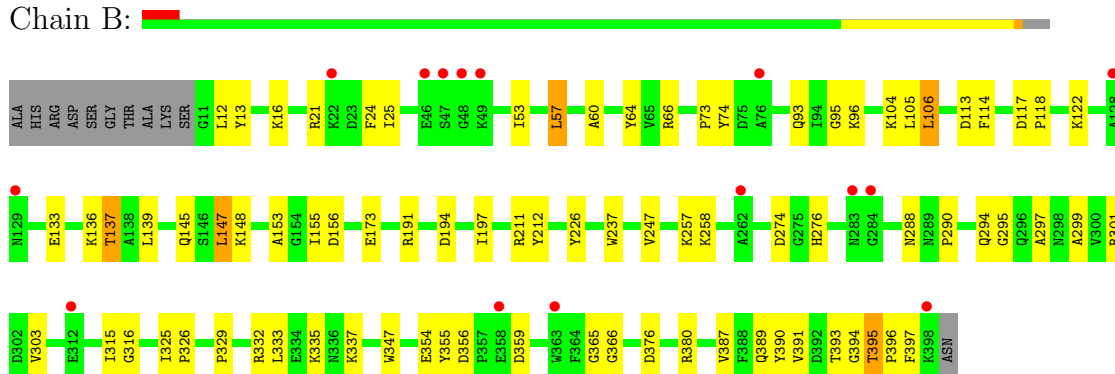 Chain B:
ALA HIS ARG ASP SER GLY THR ALA LYS SER G11 L12 Y13 K16 R21 K22 D23 F24 I25 E46 S47 G48 K49 I53 L57 A60 Y64 V65 R66 P73 Y74 D75 A76 Q93 I94 G95 K96 K104 L105 L106 D113 F114 D117 P118 K122 A128
N129 E133 K136 T137 A138 L139 Q145 S146 L147 K148 A153 G154 I155 D156 E173 R191 D194 I197 R211 Y212 Y226 W237 V247 K257 K258 A262 D274 G275 H276 N283 G284 N288 N289 P290 Q294 G295 Q296 A297 N298 A299 V300 R301
D302 V303 E312 I315 G316 I325 P326 P329 R332 L333 E334 K335 N336 K337 W347 E354 Y355 D356 P357 E358 D359 W363 F364 G365 G366 D376 R380 V387 F388 Q389 Y390 V391 D392 T393 G394 T395 P396 F397 K398 ASN